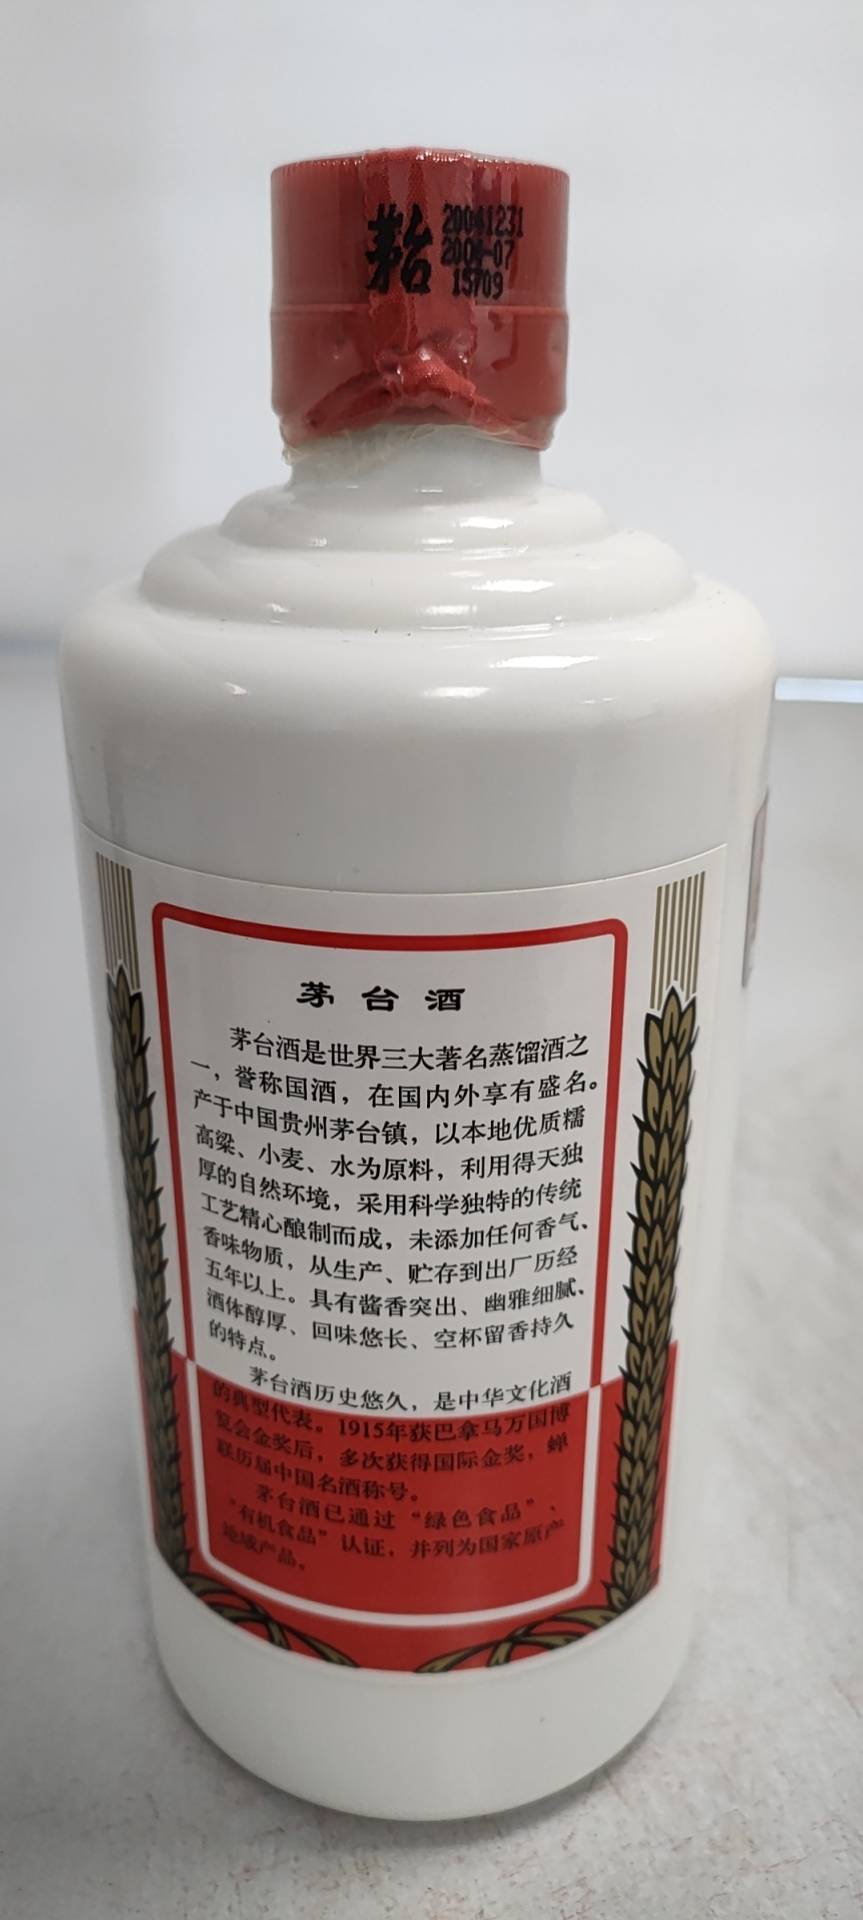 茅台
20041231
2004-07
15709
茅台酒
茅台酒是世界三大著名蒸馏酒之
一，誉称国酒，在国内外享有盛名。
产于中国贵州茅台镇，以本地优质糯
高粱、小麦、水为原料，利用得天独
厚的自然环境，采用科学独特的传统
工艺精心酿制而成，未添加任何香气、
香味物质，从生产、贮存到出厂历经
五年以上。具有酱香突出、幽雅细腻、
酒体醇厚、回味悠长、空杯留香持久
的特点。
茅台酒历史悠久，是中华文化酒
的典型代表。1915年获巴拿马万国博
览会金奖后，多次获得国际金奖，蝉
联历届中国名酒称号。
茅台酒已通过“绿色食品”、
“有机食品”认证，并列为国家原产
地域产品。